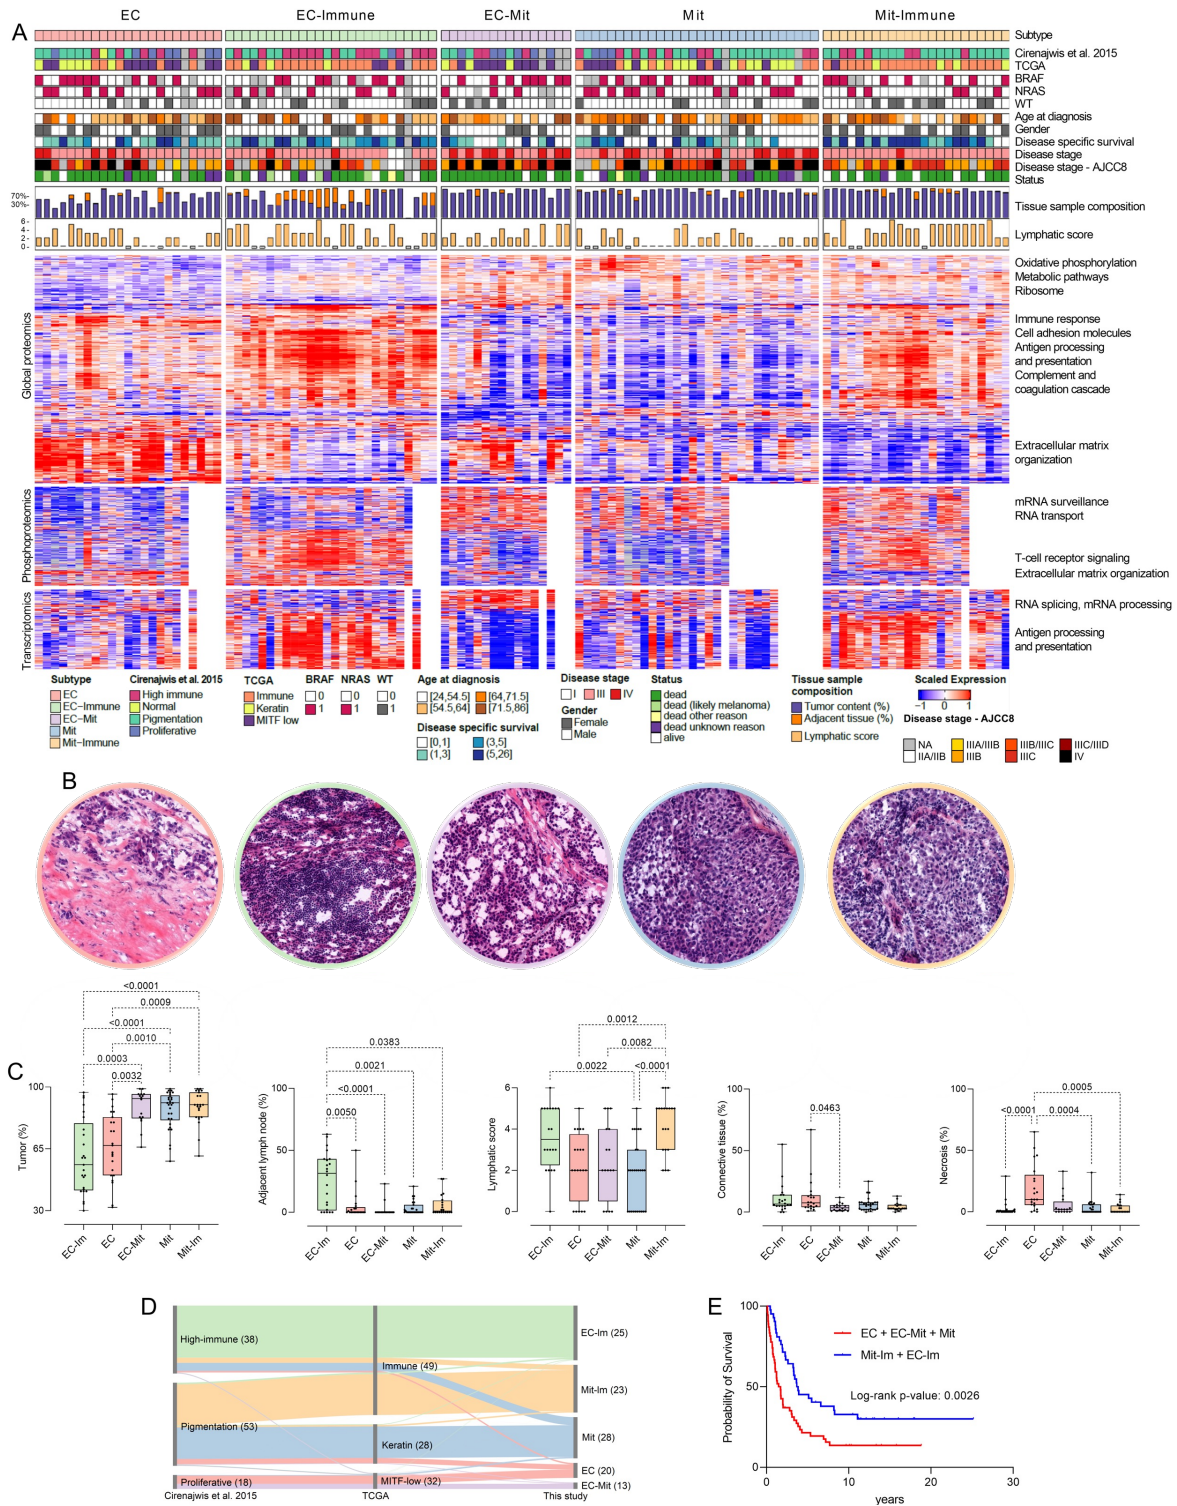 A
EC
EC-Immune
EC-Mit
Mit
Mit-Immune
Subtype
Cirenajwis et al. 2015
TCGA
BRAF
NRAS
WT
Age at diagnosis
Gender
Disease specific survival
Disease stage
Disease stage - AJCC8
Status
70%-
30%-
Tissue sample composition
6 -
4 -
2 -
0 -
Lymphatic score
Global proteomics
Oxidative phosphorylation
Metabolic pathways
Ribosome
Immune response
Cell adhesion molecules
Antigen processing
and presentation
Complement and
coagulation cascade
Extracellular matrix
organization
Phosphoproteomics
mRNA surveillance
RNA transport
T-cell receptor signaling
Extracellular matrix organization
Transcriptomics
RNA splicing, mRNA processing
Antigen processing
and presentation
Subtype
EC
EC-Immune
EC-Mit
Mit
Mit-Immune
Cirenajwis et al. 2015
High immune
Normal
Pigmentation
Proliferative
TCGA
Immune
Keratin
MITF low
BRAF
0
1
NRAS
0
1
WT
0
1
Age at diagnosis
[24,54.5]
(54.5,64]
(64,71.5]
(71.5,86]
Disease specific survival
[0,1]
(1,3]
(3,5]
(5,26]
Disease stage
I
III
IV
Gender
Female
Male
Status
dead
dead (likely melanoma)
dead other reason
dead unknown reason
alive
Tissue sample
composition
Tumor content (%)
Adjacent tissue (%)
Lymphatic score
Scaled Expression
-1
0
1
Disease stage - AJCC8
NA
IIA/IIB
IIIA/IIIB
IIIB
IIIB/IIIC
IIIC
IIIC/IIID
IV
B
C
<0.0001
0.0009
<0.0001
0.0010
0.0003
0.0032
Tumor (%)
100
65
30
EC-Im
EC
EC-Mit
Mit
Mit-Im
0.0383
0.0021
<0.0001
0.0050
Adjacent lymph node (%)
100
50
0
EC-Im
EC
EC-Mit
Mit
Mit-Im
0.0012
0.0082
0.0022
<0.0001
Lymphatic score
6
4
2
0
EC-Im
EC
EC-Mit
Mit
Mit-Im
0.0463
Connective tissue (%)
100
50
0
EC-Im
EC
EC-Mit
Mit
Mit-Im
0.0005
<0.0001
0.0004
Necrosis (%)
100
50
0
EC-Im
EC
EC-Mit
Mit
Mit-Im
D
High-immune (38)
Pigmentation (53)
Proliferative (18)
Cirenajwis et al. 2015
Immune (49)
Keratin (28)
MITF-low (32)
TCGA
EC-Im (25)
Mit-Im (23)
Mit (28)
EC (20)
EC-Mit (13)
This study
E
Probability of Survival
100
50
0
EC + EC-Mit + Mit
Mit-Im + EC-Im
Log-rank p-value: 0.0026
0
10
20
30
years